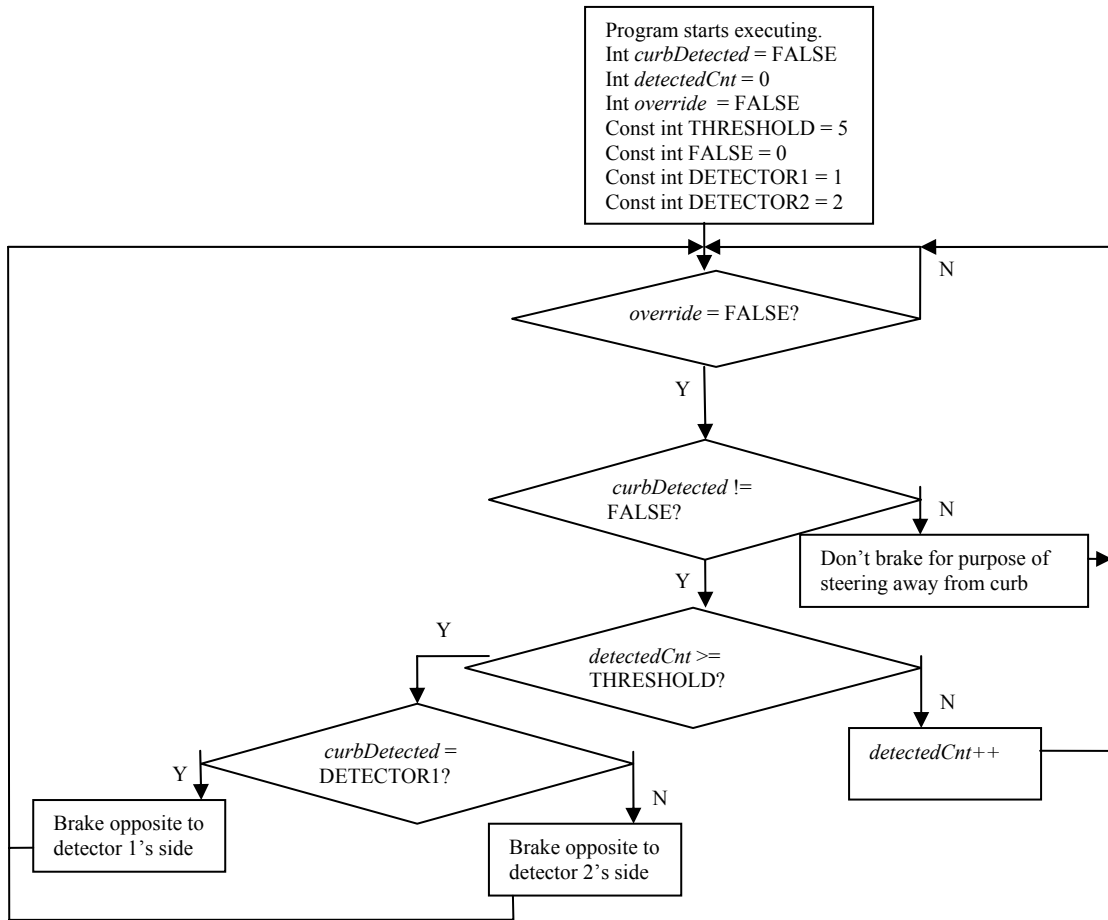 Program starts executing.
Int curbDetected = FALSE
Int detectedCnt = 0
Int override = FALSE
Const int THRESHOLD = 5
Const int FALSE = 0
Const int DETECTOR1 = 1
Const int DETECTOR2 = 2
N
override = FALSE?
Y
curbDetected !=
FALSE?
N
Don’t brake for purpose of
steering away from curb
Y
Y
detectedCnt >=
THRESHOLD?
N
detectedCnt++
curbDetected =
DETECTOR1?
Y
N
Brake opposite to
detector 1’s side
Brake opposite to
detector 2’s side